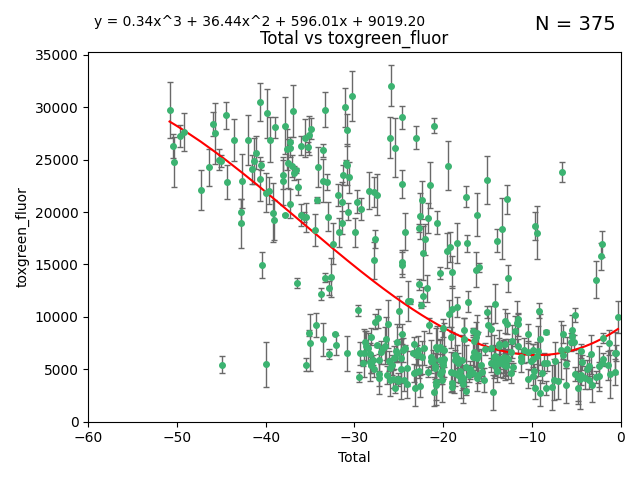 y = 0.34x^3 + 36.44x^2 + 596.01x + 9019.20
N = 375
Total vs toxgreen_fluor
35000
30000
25000
20000
15000
10000
5000
0
toxgreen_fluor
−60 −50 −40 −30 −20 −10 0
Total